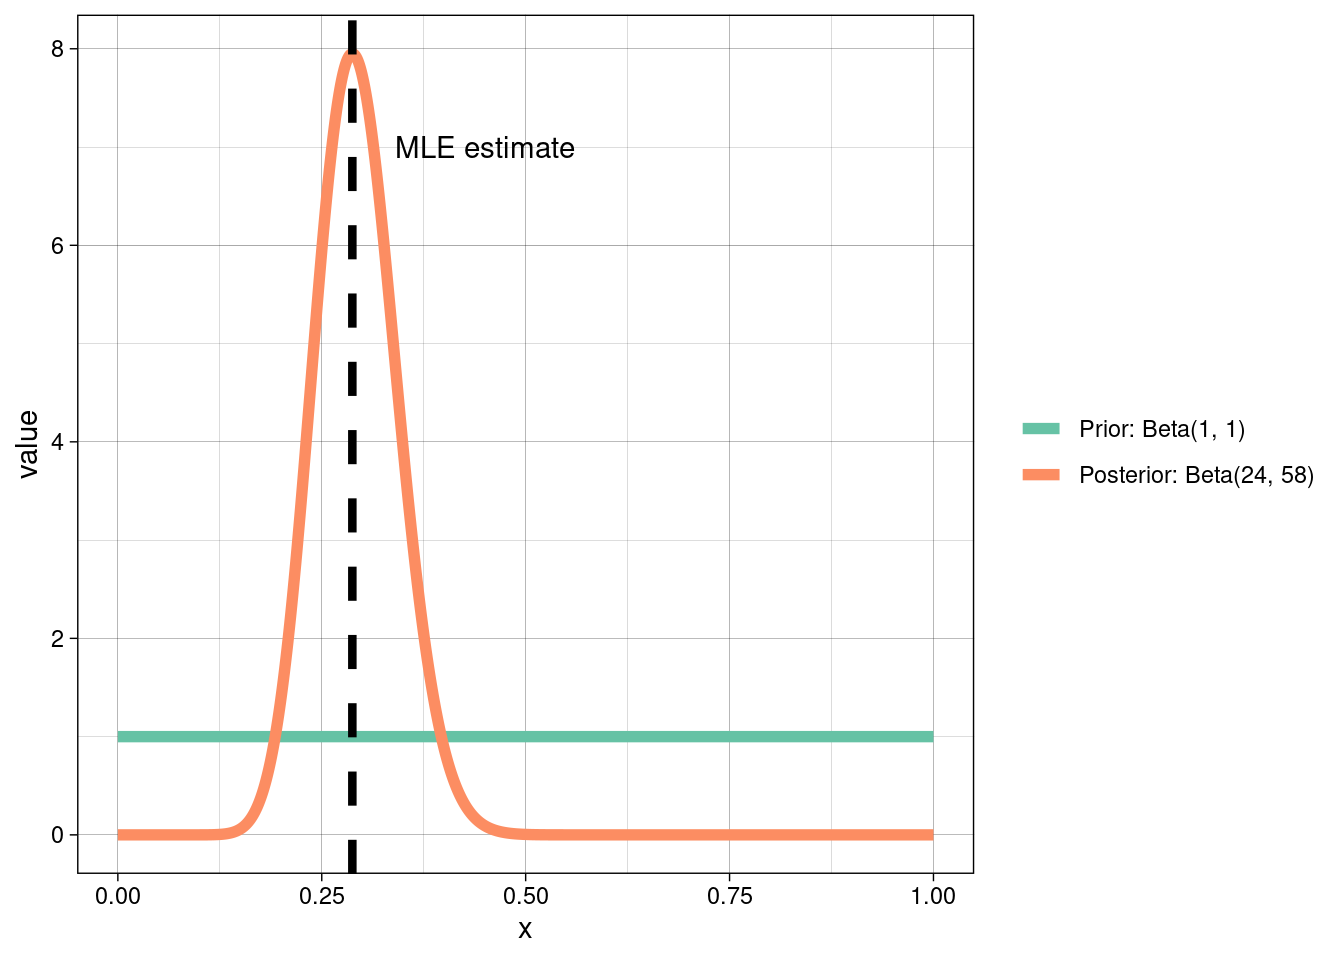 8
6
4
2
0
value
MLE estimate
0.00
0.25
0.50
0.75
1.00
x
Prior: Beta(1, 1)
Posterior: Beta(24, 58)